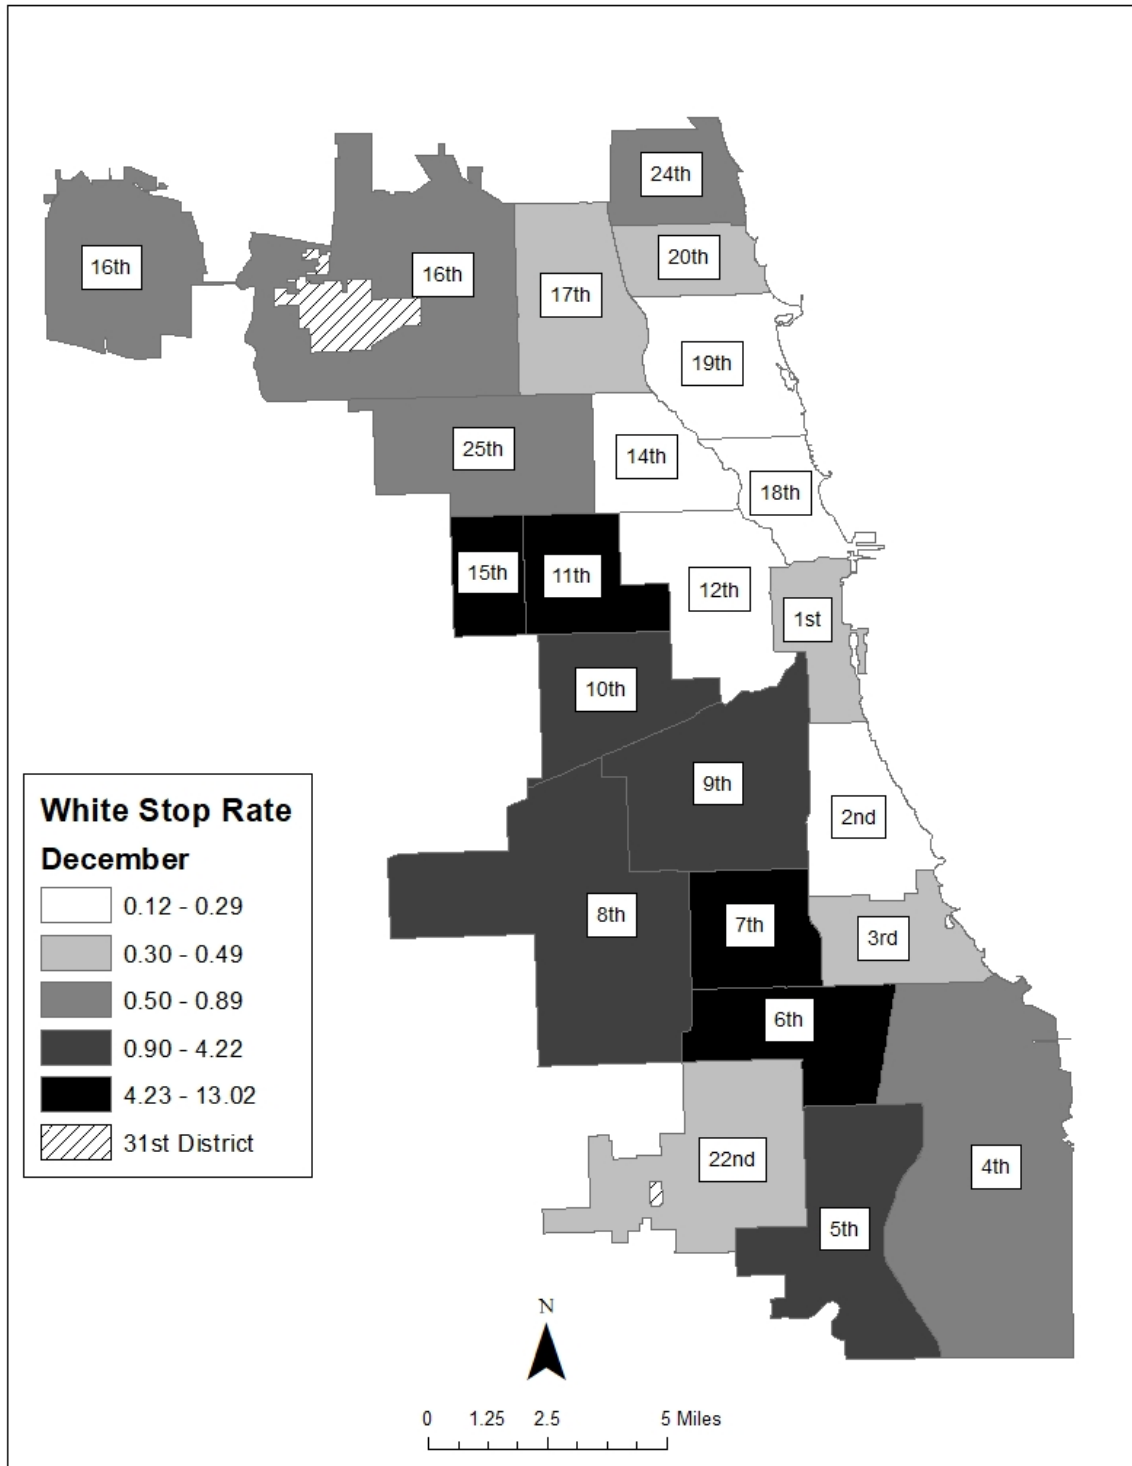 24th
20th
16th
16th
17th
19th
25th
14th
18th
15th
11th
12th
1st
10th
9th
2nd
8th
7th
3rd
6th
22nd
4th
5th
White Stop Rate
December
0.12 - 0.29
0.30 - 0.49
0.50 - 0.89
0.90 - 4.22
4.23 - 13.02
31st District
N
0 1.25 2.5 5 Miles